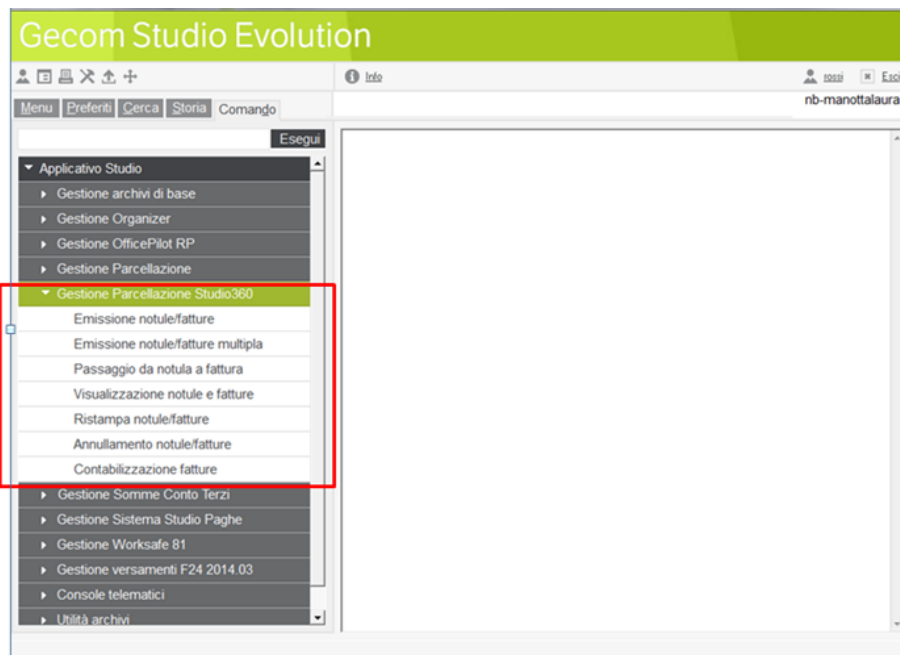 Gecom Studio Evolution
Info
rossi
Esci
Menu Preferiti Cerca Storia Comando
nb-manottalaura
Esegui
Applicativo Studio
Gestione archivi di base
Gestione Organizer
Gestione OfficePilot RP
Gestione Parcellazione
Gestione Parcellazione Studio360
Emissione notule/fatture
Emissione notule/fatture multipla
Passaggio da notula a fattura
Visualizzazione notule e fatture
Ristampa notule/fatture
Annullamento notule/fatture
Contabilizzazione fatture
Gestione Somme Conto Terzi
Gestione Sistema Studio Paghe
Gestione Worksafe 81
Gestione versamenti F24 2014.03
Console telematici
Utilità archivi